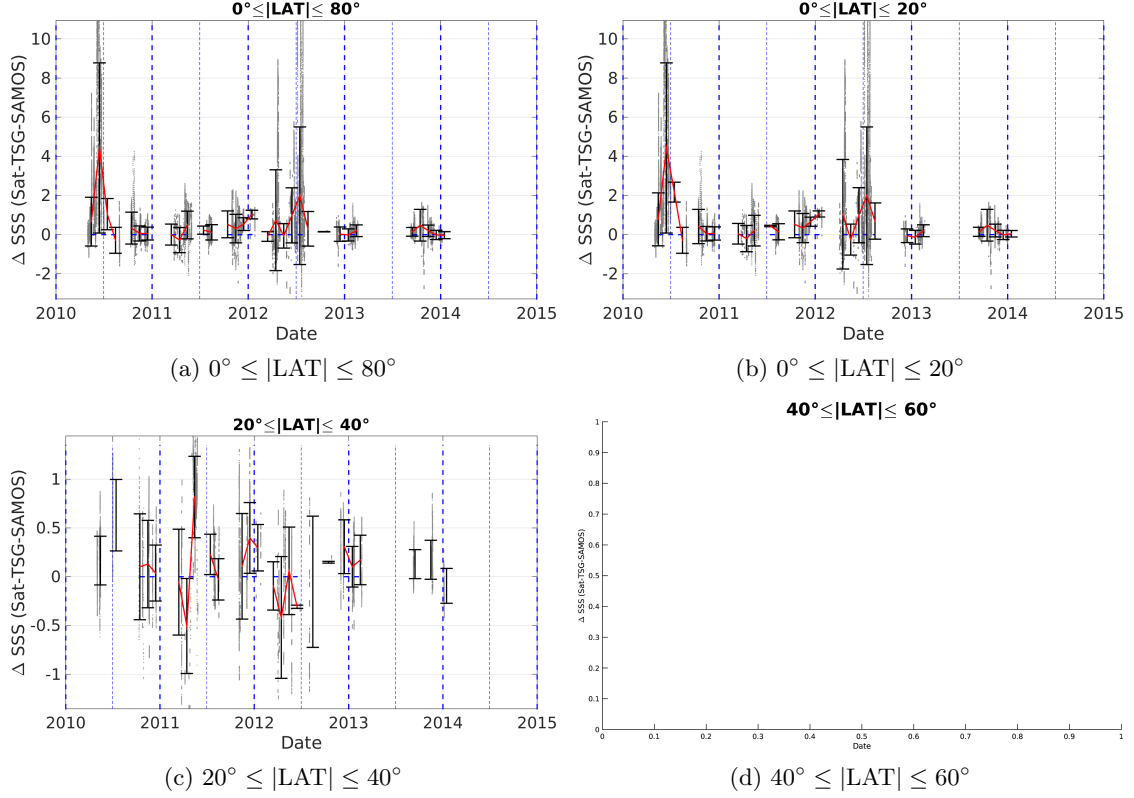 0°≤|LAT|≤ 80°
Δ SSS (Sat-TSG-SAMOS)
10
8
6
4
2
0
-2
2010 2011 2012 2013 2014 2015
Date
(a) 0° ≤ |LAT| ≤ 80°
0°≤|LAT|≤ 20°
Δ SSS (Sat-TSG-SAMOS)
10
8
6
4
2
0
-2
2010 2011 2012 2013 2014 2015
Date
(b) 0° ≤ |LAT| ≤ 20°
20°≤|LAT|≤ 40°
Δ SSS (Sat-TSG-SAMOS)
1
0.5
0
-0.5
-1
2010 2011 2012 2013 2014 2015
Date
(c) 20° ≤ |LAT| ≤ 40°
40°≤|LAT|≤ 60°
Δ SSS (Sat-TSG-SAMOS)
1
0.9
0.8
0.7
0.6
0.5
0.4
0.3
0.2
0.1
0
0 0.1 0.2 0.3 0.4 0.5 0.6 0.7 0.8 0.9 1
Date
(d) 40° ≤ |LAT| ≤ 60°